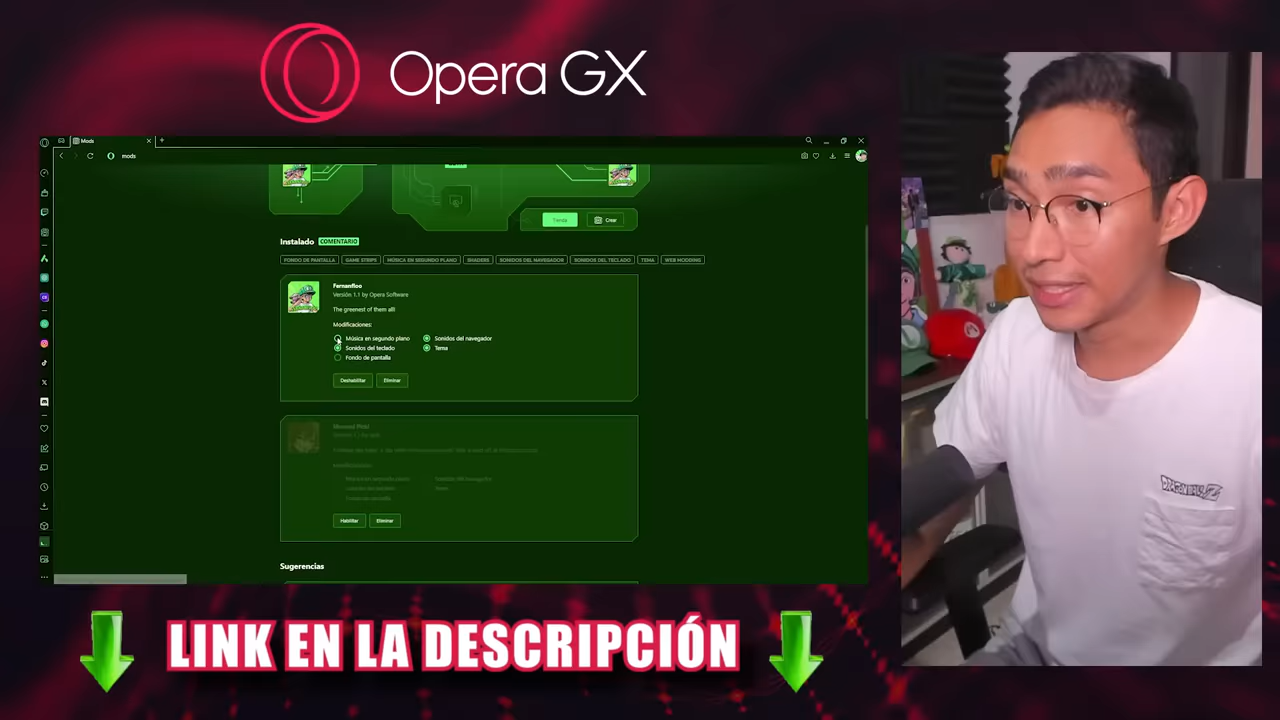 Opera GX
Mods
mods
Tienda
Crear
Instalado COMENTARIO
FONDO DE PANTALLA GAME STRIPS MÚSICA EN SEGUNDO PLANO SHADERS SONIDOS DEL NAVEGADOR SONIDOS DEL TECLADO TEMA WEB MODDING
Fernanfloo
Versión 1.1 by Opera Software
The greenest of them all!
Modificaciones:
Música en segundo plano Sonidos del navegador
Sonidos del teclado Tema
Fondo de pantalla
Deshabilitar Eliminar
Habilitar Eliminar
Sugerencias
LINK EN LA DESCRIPCIÓN
DRAGONBALL Z